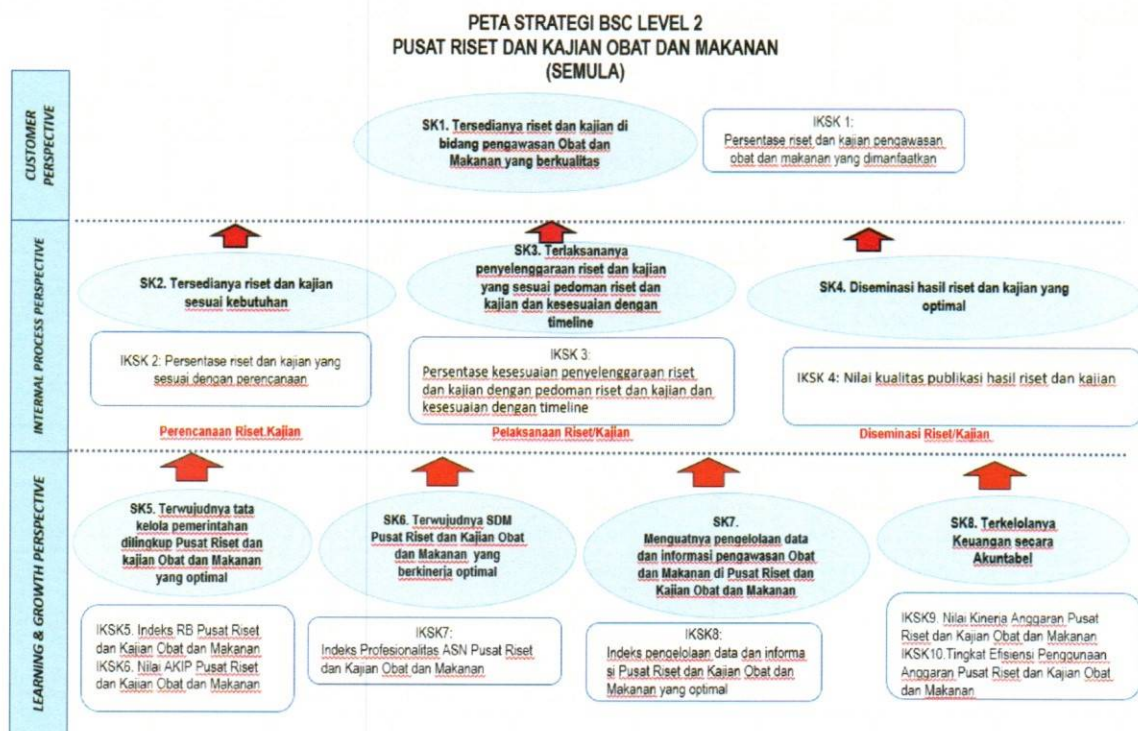 PETA STRATEGI BSC LEVEL 2
PUSAT RISET DAN KAJIAN OBAT DAN MAKANAN
(SEMULA)
CUSTOMER
PERSPECTIVE
SK1. Tersedianya riset dan kajian di
bidang pengawasan Obat dan
Makanan yang berkualitas
IKSK 1:
Persentase riset dan kajian pengawasan
obat dan makanan yang dimanfaatkan
INTERNAL PROCESS PERSPECTIVE
SK2. Tersedianya riset dan kajian
sesuai kebutuhan
SK3. Terlaksananya
penyelenggaraan riset dan kajian
yang sesuai pedoman riset dan
kajian dan kesesuaian dengan
timeline
SK4. Diseminasi hasil riset dan kajian yang
optimal
IKSK 2: Persentase riset dan kajian yang
sesuai dengan perencanaan
IKSK 3:
Persentase kesesuaian penyelenggaraan riset
dan kajian dengan pedoman riset dan kajian dan
kesesuaian dengan timeline
IKSK 4: Nilai kualitas publikasi hasil riset dan kajian
Perencanaan Riset.Kajian
Pelaksanaan Riset/Kajian
Diseminasi Riset/Kajian
LEARNING & GROWTH PERSPECTIVE
SK5. Terwujudnya tata
kelola pemerintahan
dilingkup Pusat Riset dan
kajian Obat dan Makanan
yang optimal
SK6. Terwujudnya SDM
Pusat Riset dan Kajian Obat
dan Makanan yang
berkinerja optimal
SK7.
Menguatnya pengelolaan data
dan informasi pengawasan Obat
dan Makanan di Pusat Riset dan
Kajian Obat dan Makanan
SK8. Terkelolanya
Keuangan secara
Akuntabel
IKSK5. Indeks RB Pusat Riset
dan Kajian Obat dan Makanan
IKSK6. Nilai AKIP Pusat Riset
dan Kajian Obat dan Makanan
IKSK7:
Indeks Profesionalitas ASN Pusat Riset
dan Kajian Obat dan Makanan
IKSK8:
Indeks pengelolaan data dan informa
si Pusat Riset dan Kajian Obat dan
Makanan yang optimal
IKSK9. Nilai Kinerja Anggaran Pusat
Riset dan Kajian Obat dan Makanan
IKSK10.Tingkat Efisiensi Penggunaan
Anggaran Pusat Riset dan Kajian Obat
dan Makanan